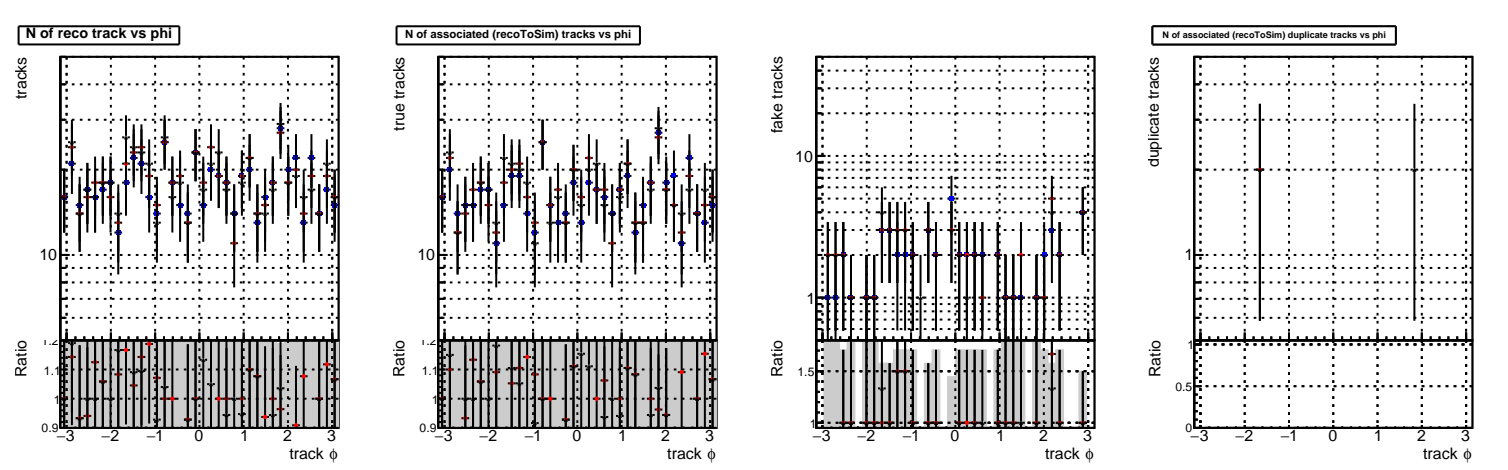 N of reco track vs phi
tracks
10
Ratio
1.2
1.1
1
0.9
−3 −2 −1 0 1 2 3
track ϕ
N of associated (recoToSim) tracks vs phi
true tracks
10
Ratio
1.2
1.1
1
0.9
−3 −2 −1 0 1 2 3
track ϕ
fake tracks
10
1
Ratio
1.5
1
−3 −2 −1 0 1 2 3
track ϕ
N of associated (recoToSim) duplicate tracks vs phi
duplicate tracks
1
Ratio
1
0.5
0
−3 −2 −1 0 1 2 3
track ϕ